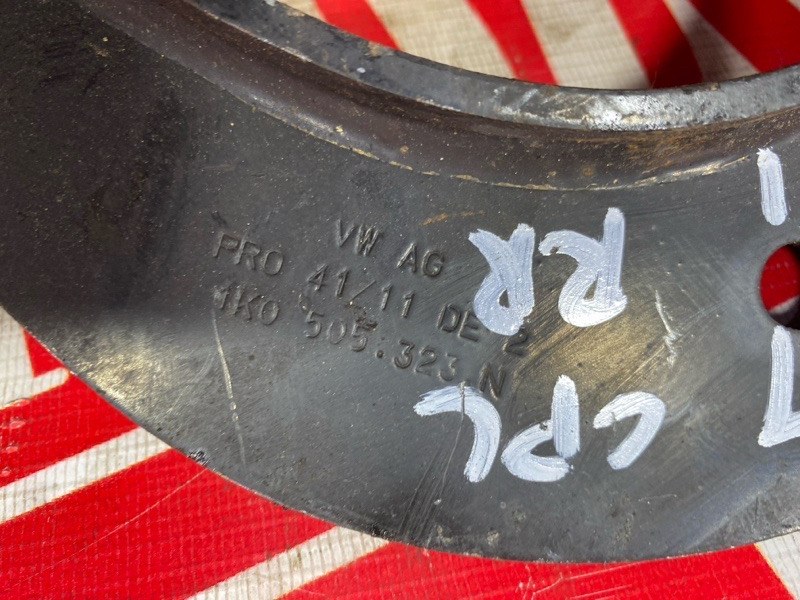 VW AG
PRO 41/11 DE 2
1K0 505.323 N
RR
CPL